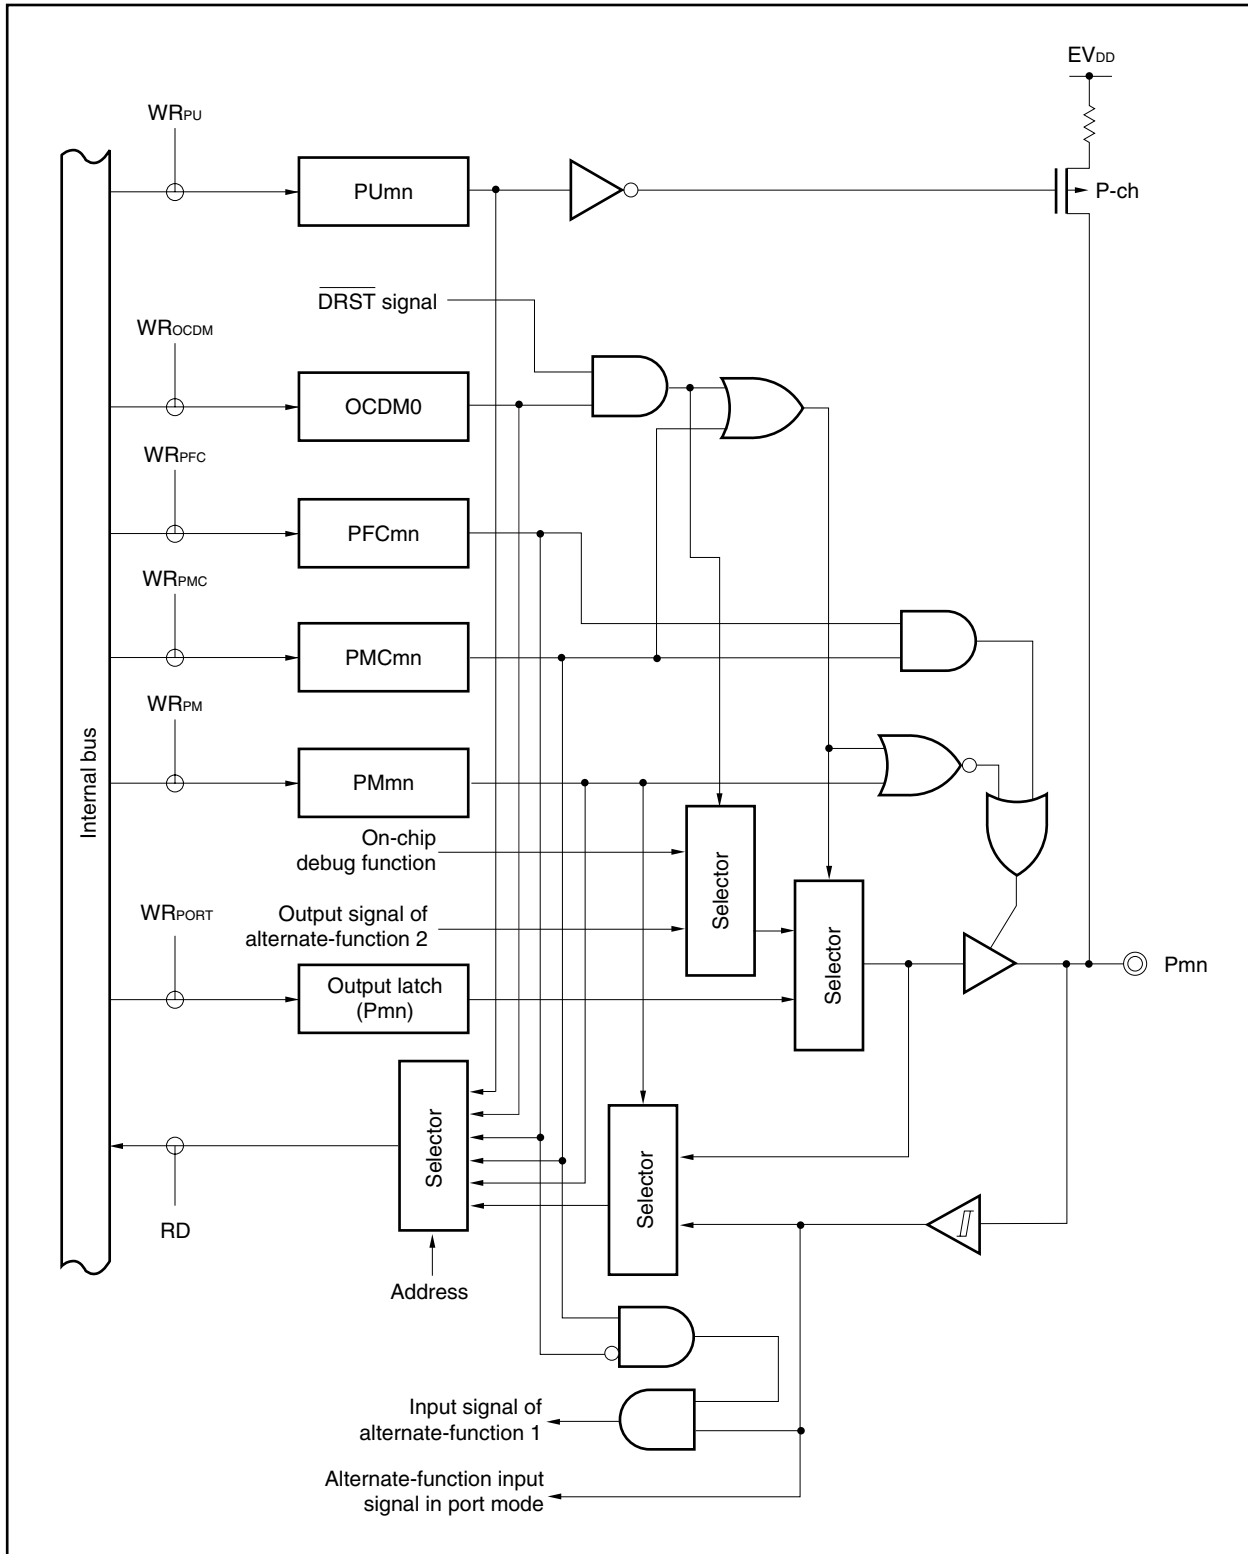 EVDD
WRPU
PUmn
P-ch
DRST signal
WROCDM
OCDM0
WRPFC
PFCmn
WRPMC
PMCmn
WRPM
PMmn
Internal bus
On-chip
debug function
Selector
WRPORT
Output signal of
alternate-function 2
Selector
Pmn
Output latch
(Pmn)
Selector
Selector
RD
Address
Input signal of
alternate-function 1
Alternate-function input
signal in port mode